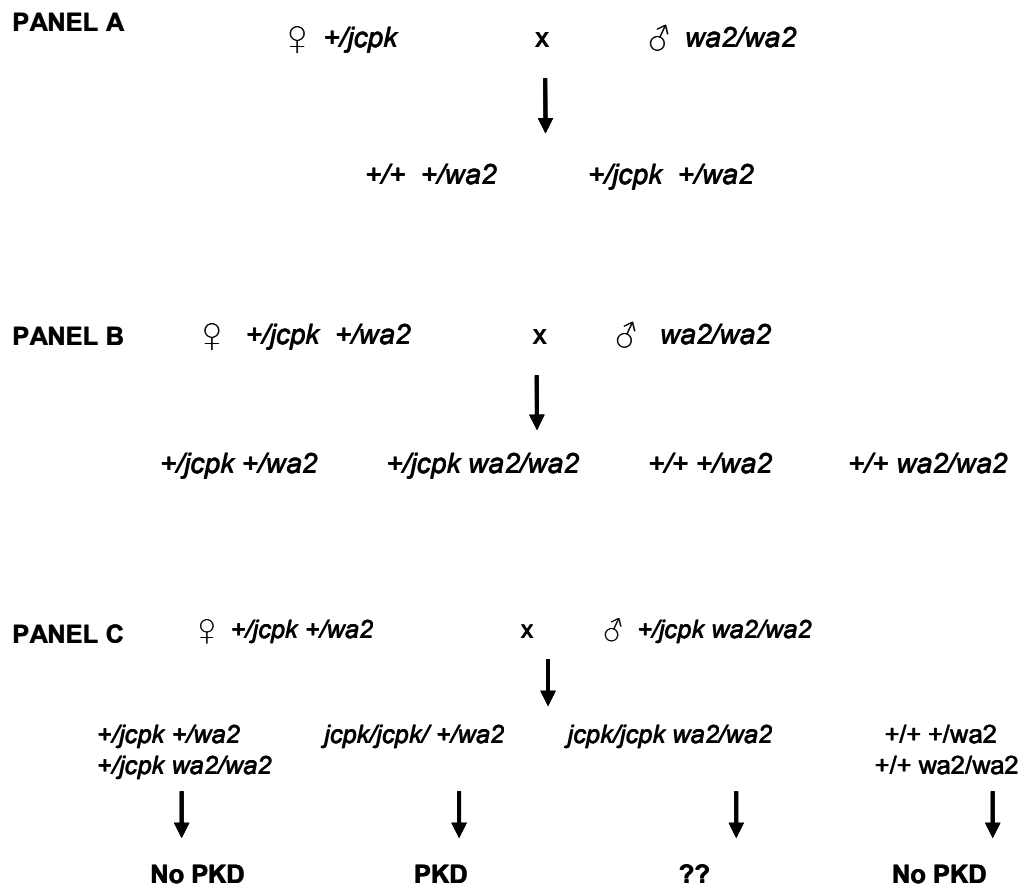 PANEL A
♀ +/jcpk x ♂ wa2/wa2
+/+ +/wa2 +/jcpk +/wa2
PANEL B ♀ +/jcpk +/wa2 x ♂ wa2/wa2
+/jcpk +/wa2 +/jcpk wa2/wa2 +/+ +/wa2 +/+ wa2/wa2
PANEL C ♀ +/jcpk +/wa2 x ♂ +/jcpk wa2/wa2
+/jcpk +/wa2 jcpk/jcpk/ +/wa2 jcpk/jcpk wa2/wa2 +/+ +/wa2
+/jcpk wa2/wa2 +/+ wa2/wa2
No PKD PKD ?? No PKD